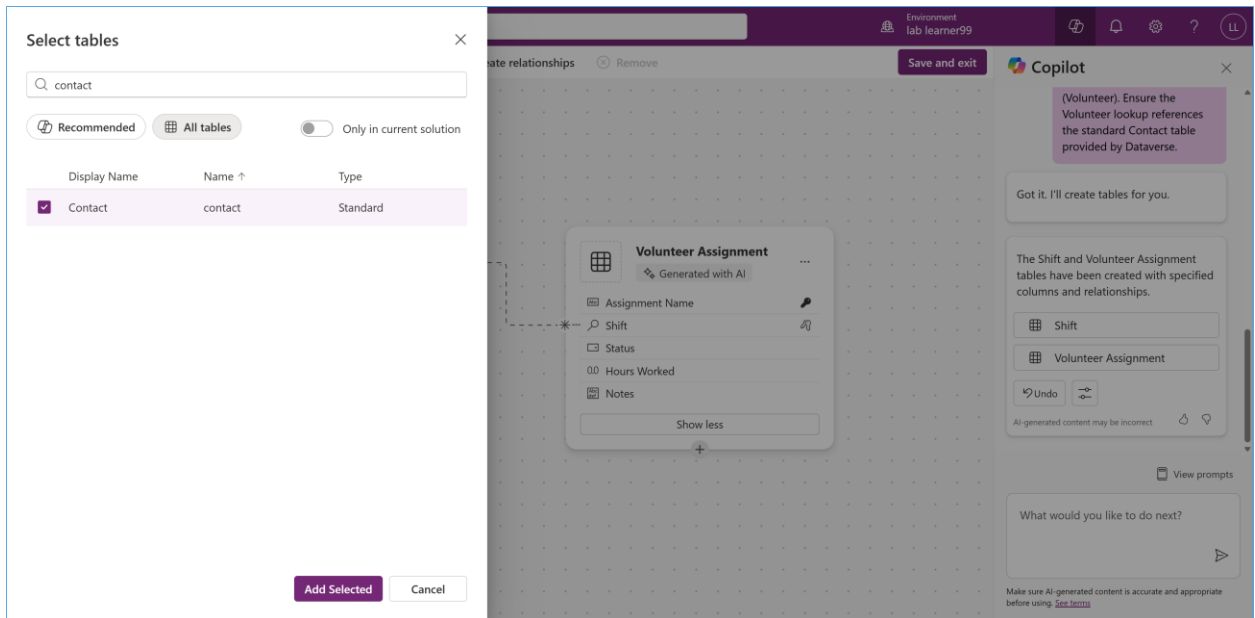 Select tables
contact
Recommended
All tables
Only in current solution
Display Name Name ↑ Type
Contact contact Standard
Add Selected
Cancel
Environment
lab learner99
?
LL
eate relationships
Remove
Save and exit
Volunteer Assignment
Generated with AI
...
Abc Assignment Name
Shift
Status
0.0 Hours Worked
Notes
Show less
+
Copilot
(Volunteer). Ensure the
Volunteer lookup references
the standard Contact table
provided by Dataverse.
Got it. I'll create tables for you.
The Shift and Volunteer Assignment
tables have been created with specified
columns and relationships.
Shift
Volunteer Assignment
Undo
AI-generated content may be incorrect
View prompts
What would you like to do next?
Make sure AI-generated content is accurate and appropriate
before using. See terms